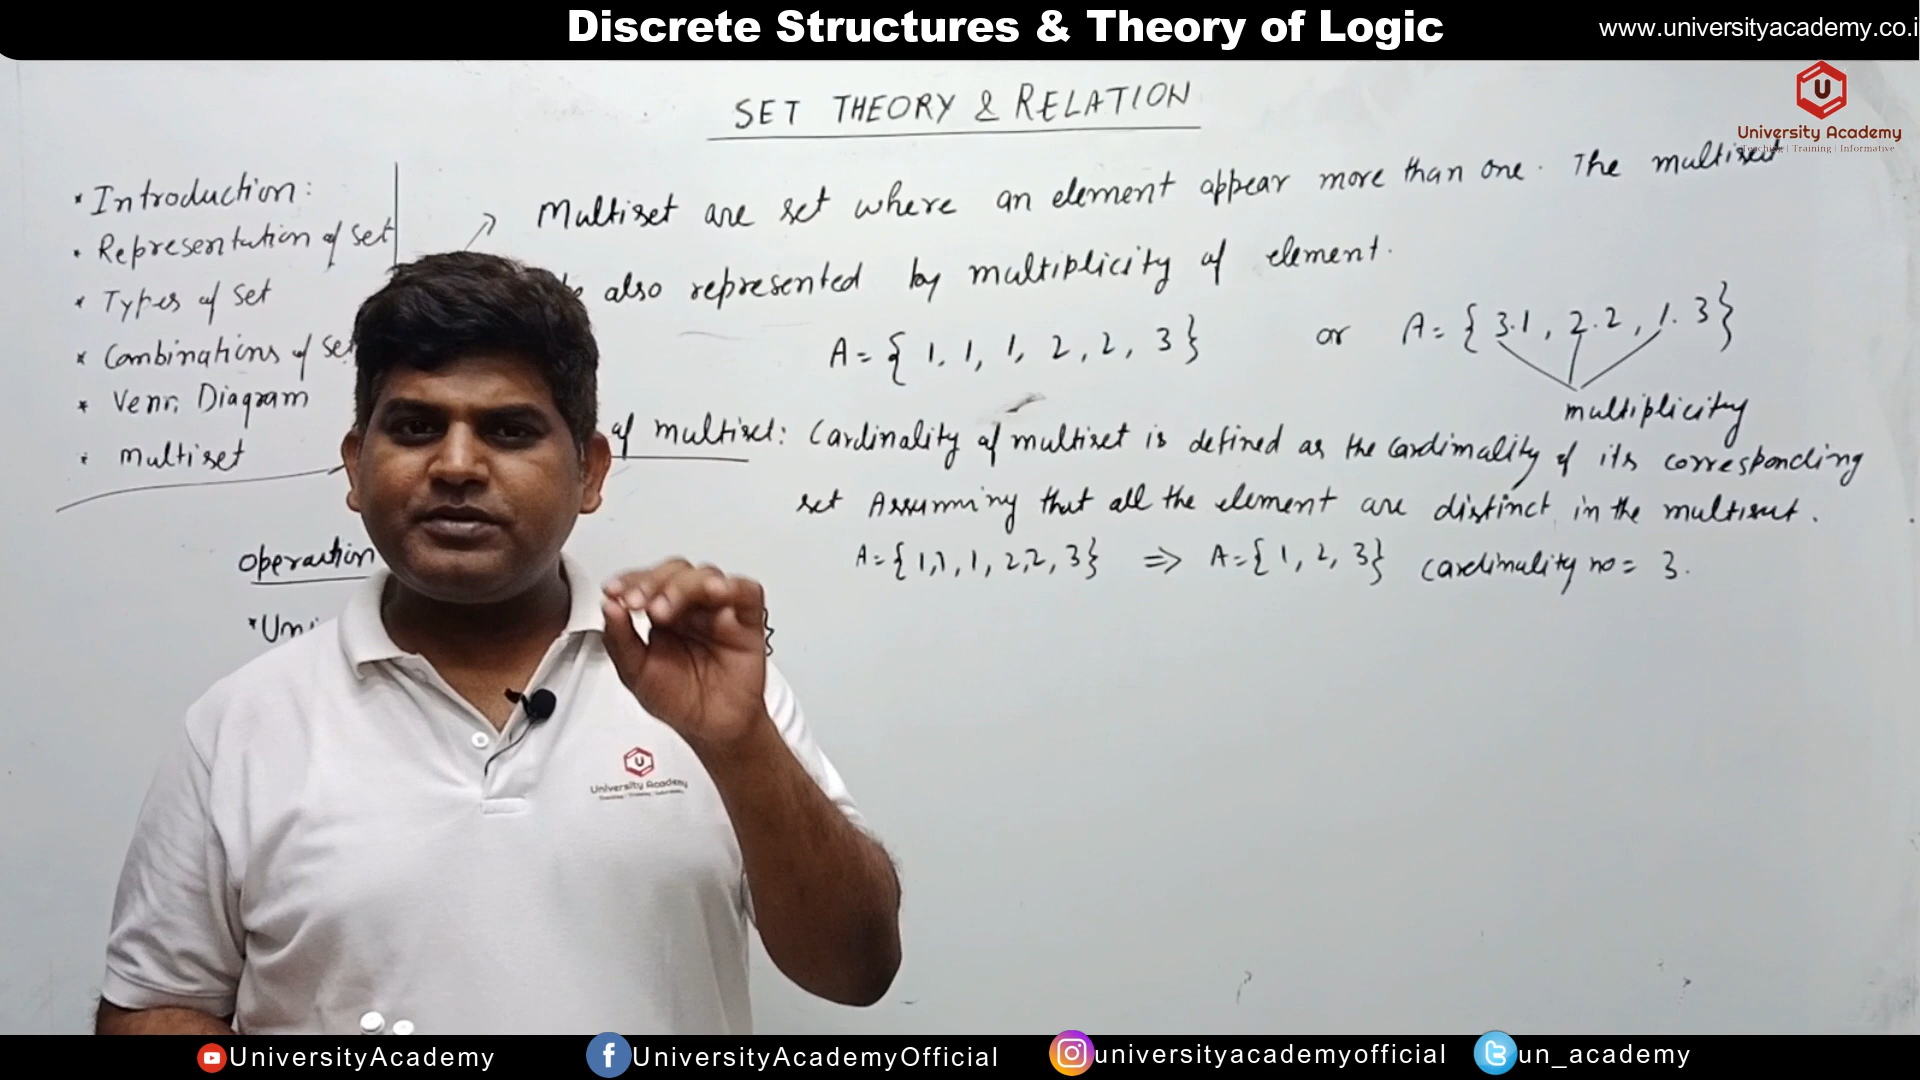 Discrete Structures & Theory of Logic
www.universityacademy.co.i
U
University Academy
Teaching | Training | Informative
SET THEORY & RELATION
* Introduction:
* Representation of set
* Types of set
* Combinations of set
* Venn Diagram
* multiset
Multiset are set where an element appear more than one. The multiset
also represented by multiplicity of element.
A = { 1, 1, 1, 2, 2, 3 } or A = { 3.1, 2.2, 1.3 }
multiplicity
of multiset: Cardinality of multiset is defined as the cardinality of its corresponding
set Assuming that all the element are distinct in the multiset.
A = { 1, 1, 1, 2, 2, 3 } => A = { 1, 2, 3 } cardinality no = 3.
operation
* Uni
}
U
University Academy
UniversityAcademy
UniversityAcademyOfficial
universityacademyofficial
un_academy